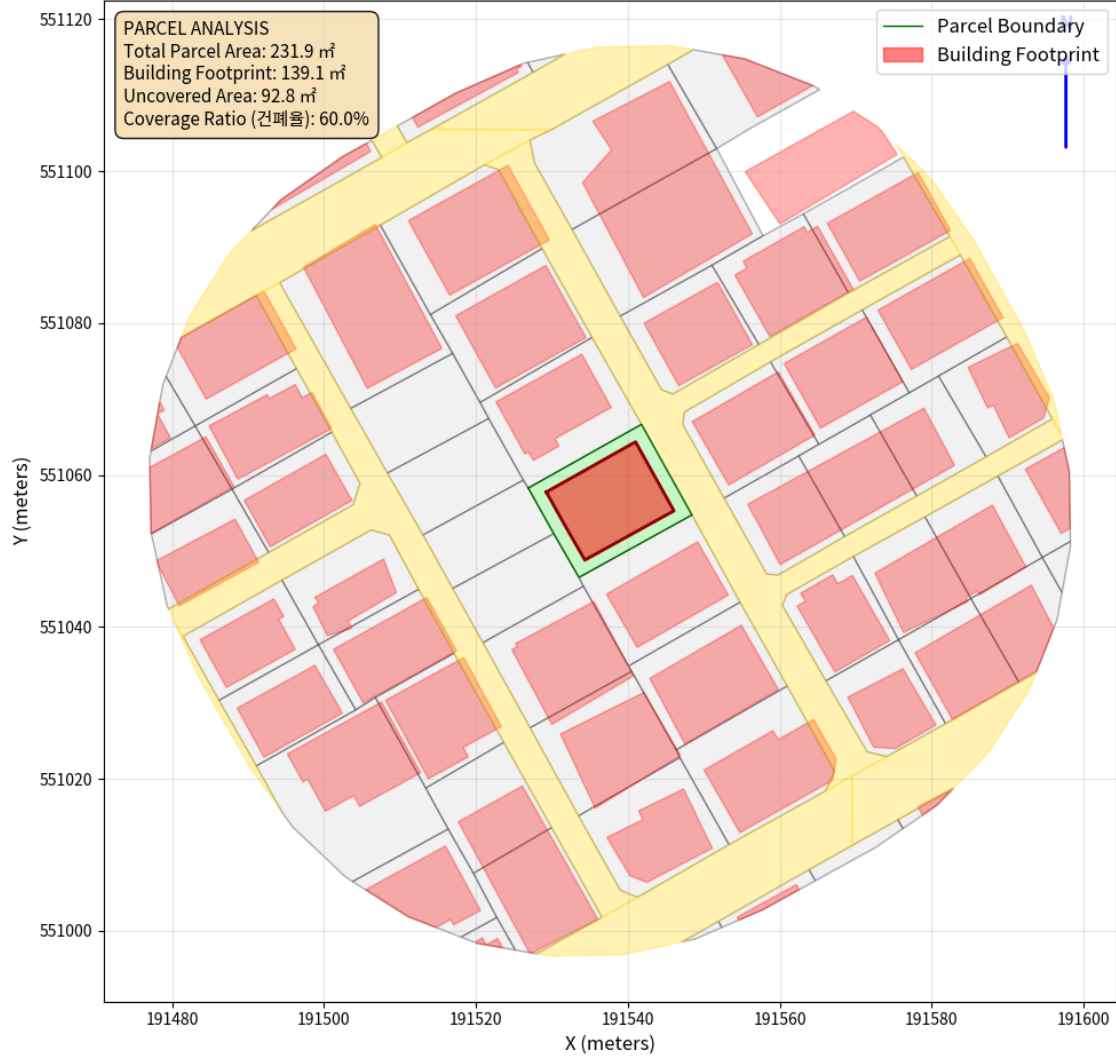 PARCEL ANALYSIS
Total Parcel Area: 231.9 ㎡
Building Footprint: 139.1 ㎡
Uncovered Area: 92.8 ㎡
Coverage Ratio (건폐율): 60.0%
Parcel Boundary
Building Footprint
N
551120
551100
551080
551060
551040
551020
551000
Y (meters)
191480
191500
191520
191540
191560
191580
191600
X (meters)